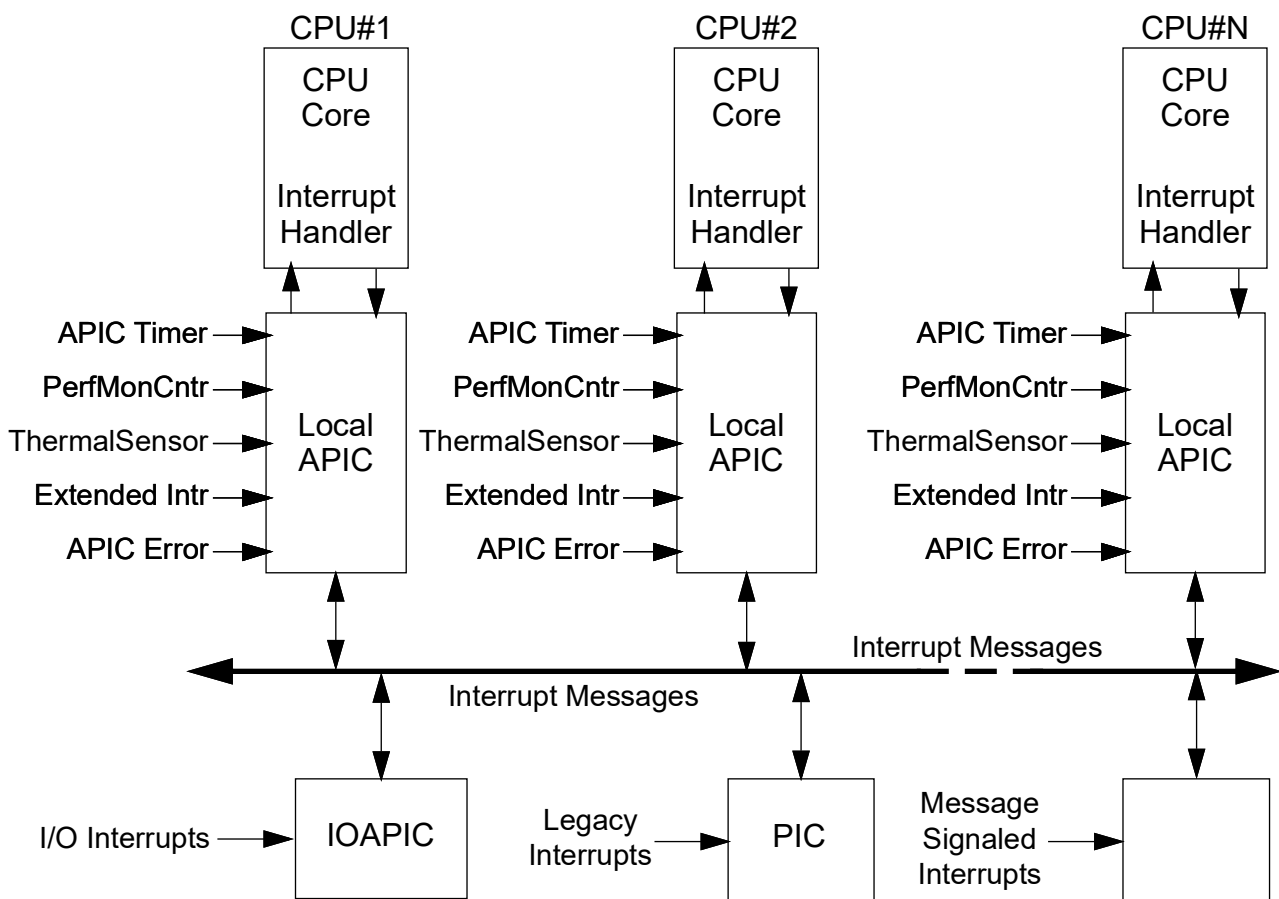 CPU#1
CPU#2
CPU#N
CPU
Core
Interrupt
Handler
CPU
Core
Interrupt
Handler
CPU
Core
Interrupt
Handler
APIC Timer
PerfMonCntr
ThermalSensor
Extended Intr
APIC Error
Local
APIC
APIC Timer
PerfMonCntr
ThermalSensor
Extended Intr
APIC Error
Local
APIC
APIC Timer
PerfMonCntr
ThermalSensor
Extended Intr
APIC Error
Local
APIC
Interrupt Messages
Interrupt Messages
I/O Interrupts
IOAPIC
Legacy
Interrupts
PIC
Message
Signaled
Interrupts